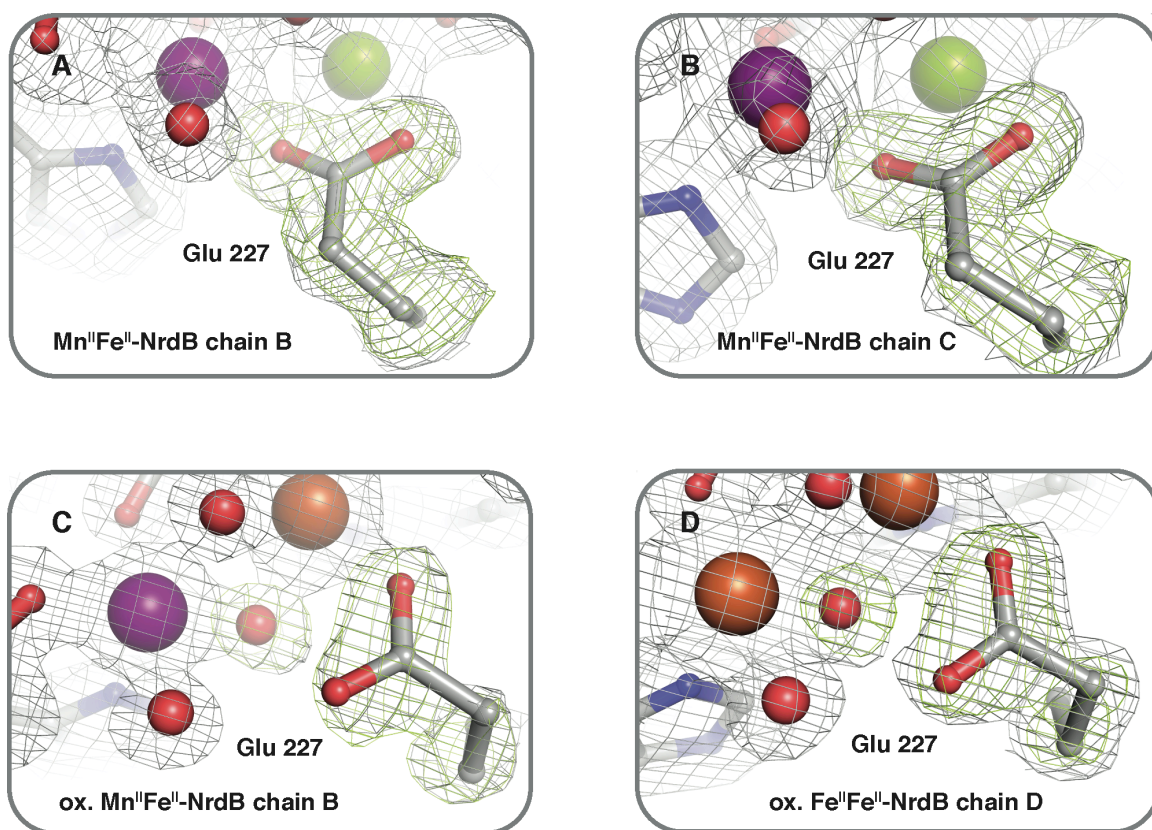 A
Glu 227
MnᴵᴵFeᴵᴵ-NrdB chain B
B
Glu 227
MnᴵᴵFeᴵᴵ-NrdB chain C
C
Glu 227
ox. MnᴵᴵFeᴵᴵ-NrdB chain B
D
Glu 227
ox. FeᴵᴵFeᴵᴵ-NrdB chain D